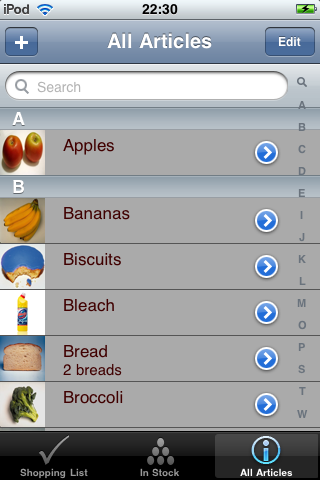 iPod 22:30
+ All Articles Edit
Search
A
Apples
B
Bananas
Biscuits
Bleach
Bread
2 breads
Broccoli
A
B
C
D
E
I
J
K
L
M
O
P
S
T
W
Shopping List In Stock All Articles